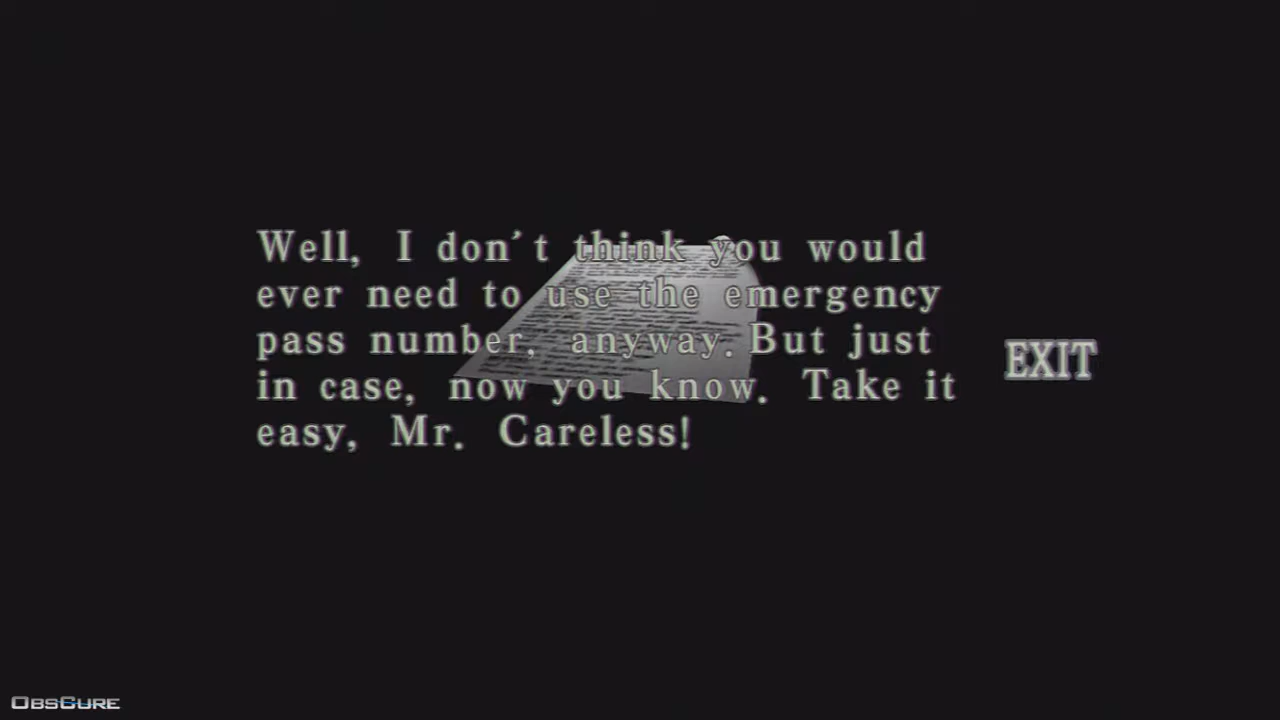 Well, I don't think you would
ever need to use the emergency
pass number, anyway. But just
in case, now you know. Take it
easy, Mr. Careless!
EXIT
OBSCURE